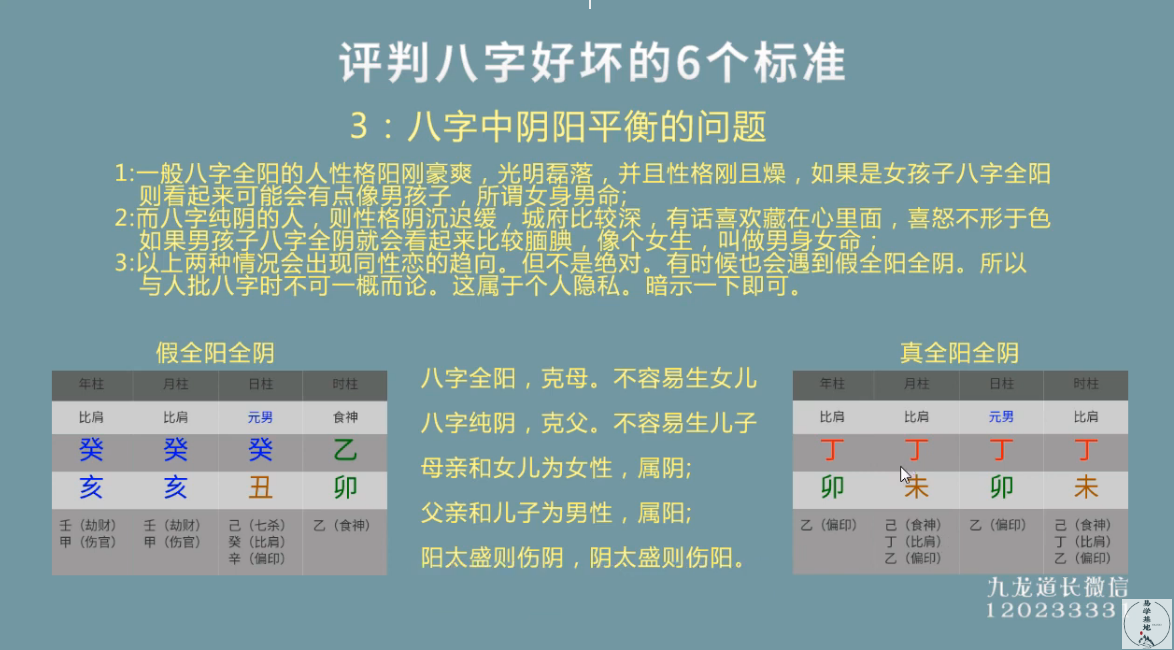 评判八字好坏的6个标准
3：八字中阴阳平衡的问题
1:一般八字全阳的人性格阳刚豪爽，光明磊落，并且性格刚且燥，如果是女孩子八字全阳
则看起来可能会有点像男孩子，所谓女身男命;
2:而八字纯阴的人，则性格阴沉迟缓，城府比较深，有话喜欢藏在心里面，喜怒不形于色
如果男孩子八字全阴就会看起来比较腼腆，像个女生，叫做男身女命；
3:以上两种情况会出现同性恋的趋向。但不是绝对。有时候也会遇到假全阳全阴。所以
与人批八字时不可一概而论。这属于个人隐私。暗示一下即可。
假全阳全阴
年柱 月柱 日柱 时柱
比肩 比肩 元男 食神
癸 癸 癸 乙
亥 亥 丑 卯
壬（劫财） 壬（劫财） 己（七杀） 乙（食神）
甲（伤官） 甲（伤官） 癸（比肩）
辛（偏印）
八字全阳，克母。不容易生女儿
八字纯阴，克父。不容易生儿子
母亲和女儿为女性，属阴;
父亲和儿子为男性，属阳;
阳太盛则伤阴，阴太盛则伤阳。
真全阳全阴
年柱 月柱 日柱 时柱
比肩 比肩 元男 比肩
丁 丁 丁 丁
卯 未 卯 未
乙（偏印） 己（食神） 乙（偏印） 己（食神）
丁（比肩） 丁（比肩）
乙（偏印） 乙（偏印）
九龙道长微信
12023333
易学基地